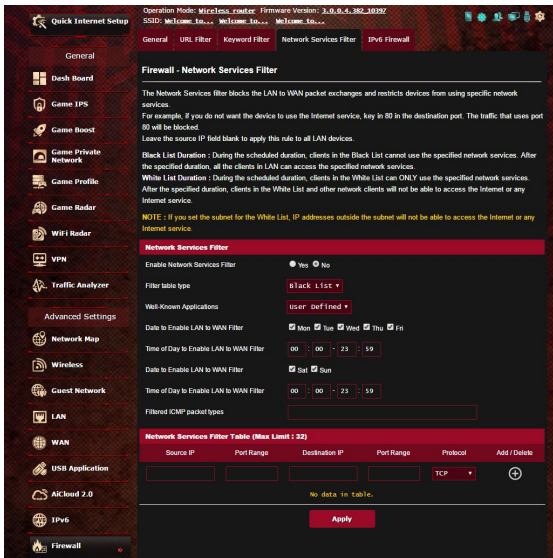 Quick Internet Setup
Operation Mode: Wireless router Firmware Version: 3.0.0.4.382_10397
SSID: Welcome to... Welcome to...
General URL Filter Keyword Filter Network Services Filter IPv6 Firewall
General
Dash Board
Game IPS
Game Boost
Game Private
Network
Game Profile
Game Radar
WiFi Radar
VPN
Traffic Analyzer
Advanced Settings
Network Map
Wireless
Guest Network
LAN
WAN
USB Application
AiCloud 2.0
IPv6
Firewall »
Firewall - Network Services Filter
The Network Services filter blocks the LAN to WAN packet exchanges and restricts devices from using specific network
services.
For example, if you do not want the device to use the Internet service, key in 80 in the destination port. The traffic that uses port
80 will be blocked.
Leave the source IP field blank to apply this rule to all LAN devices.
Black List Duration : During the scheduled duration, clients in the Black List cannot use the specified network services. After
the specified duration, all the clients in LAN can access the specified network services.
White List Duration : During the scheduled duration, clients in the White List can ONLY use the specified network services.
After the specified duration, clients in the White List and other network clients will not be able to access the Internet or any
Internet service.
NOTE : If you set the subnet for the White List, IP addresses outside the subnet will not be able to access the Internet or any
Internet service.
Network Services Filter
Enable Network Services Filter Yes No
Filter table type Black List
Well-Known Applications User Defined
Date to Enable LAN to WAN Filter Mon Tue Wed Thu Fri
Time of Day to Enable LAN to WAN Filter 00 : 00 - 23 : 59
Date to Enable LAN to WAN Filter Sat Sun
Time of Day to Enable LAN to WAN Filter 00 : 00 - 23 : 59
Filtered ICMP packet types
Network Services Filter Table (Max Limit : 32)
Source IP Port Range Destination IP Port Range Protocol Add / Delete
TCP
No data in table.
Apply